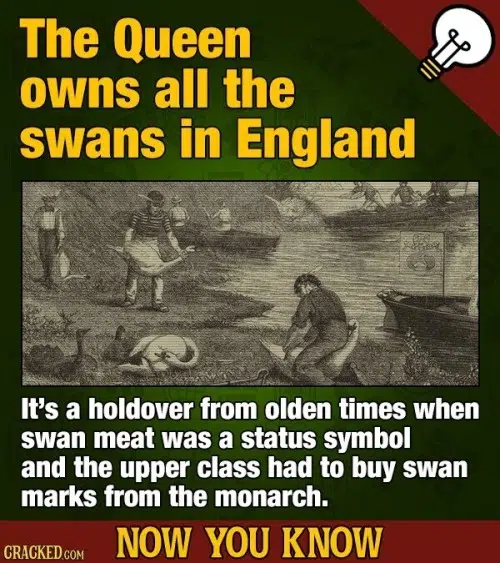 The Queen
owns all the
swans in England
It's a holdover from olden times when
swan meat was a status symbol
and the upper class had to buy swan
marks from the monarch.
CRACKED.COM NOW YOU KNOW